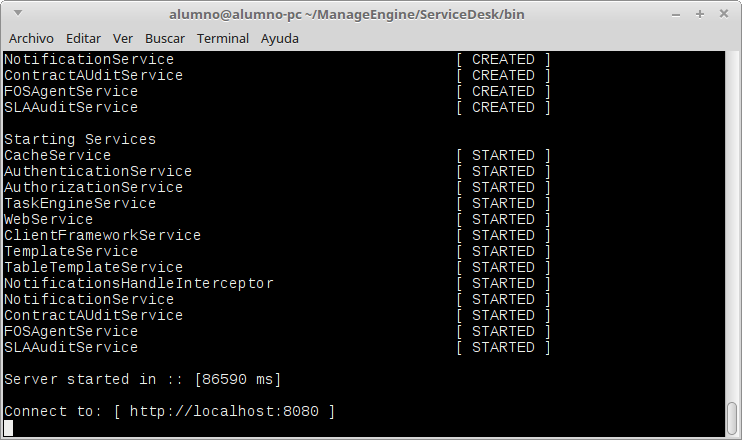 alumno@alumno-pc ~/ManageEngine/ServiceDesk/bin
Archivo Editar Ver Buscar Terminal Ayuda
NotificationService [ CREATED ]
ContractAUditService [ CREATED ]
FOSAgentService [ CREATED ]
SLAAuditService [ CREATED ]
Starting Services
CacheService [ STARTED ]
AuthenticationService [ STARTED ]
AuthorizationService [ STARTED ]
TaskEngineService [ STARTED ]
WebService [ STARTED ]
ClientFrameworkService [ STARTED ]
TemplateService [ STARTED ]
TableTemplateService [ STARTED ]
NotificationsHandleInterceptor [ STARTED ]
NotificationService [ STARTED ]
ContractAUditService [ STARTED ]
FOSAgentService [ STARTED ]
SLAAuditService [ STARTED ]
Server started in :: [86590 ms]
Connect to: [ http://localhost:8080 ]